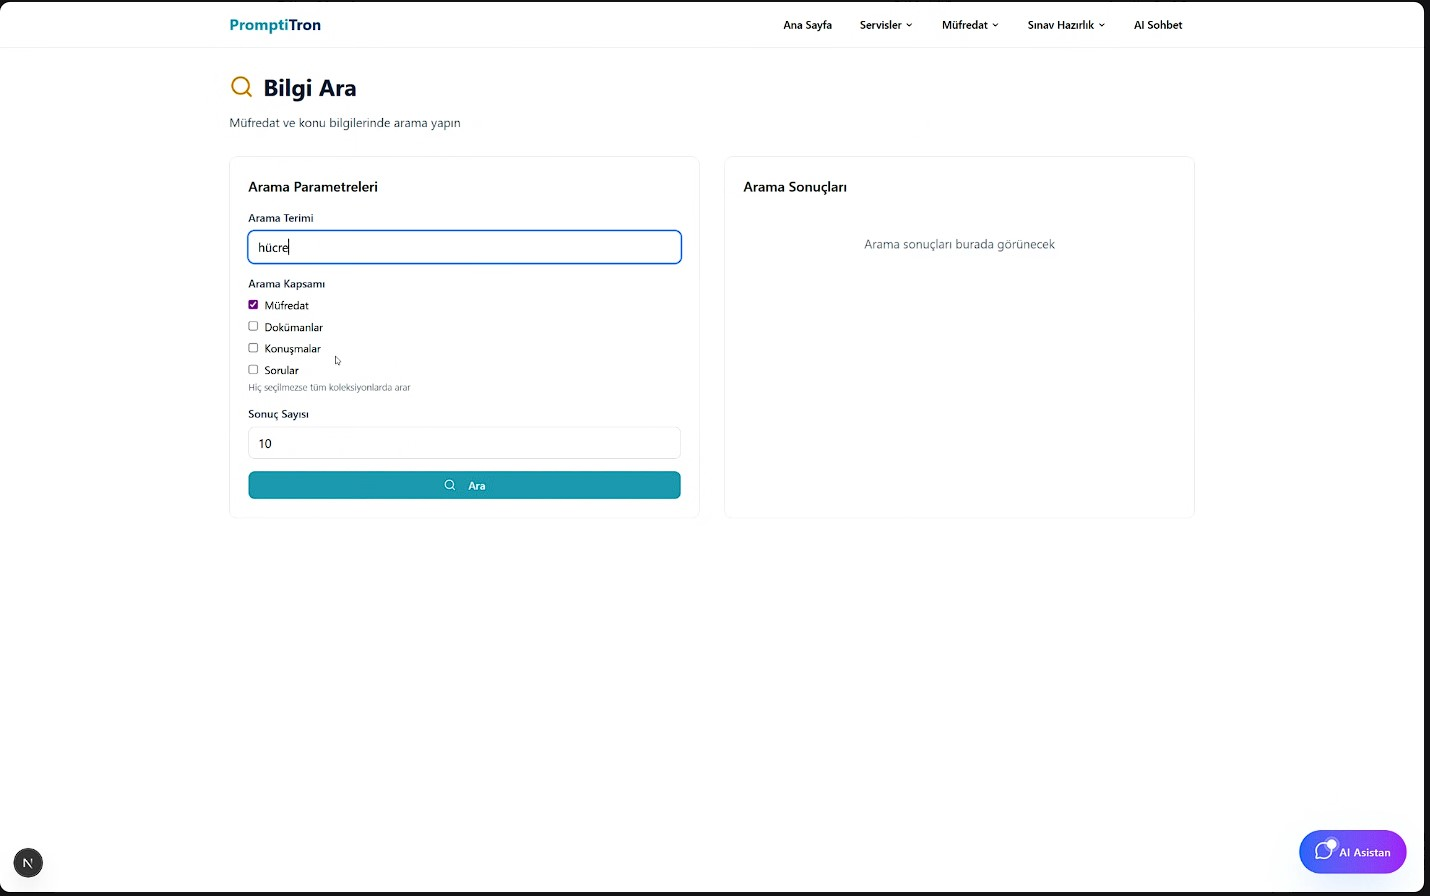 PromptiTron
Ana Sayfa
Servisler
Müfredat
Sınav Hazırlık
AI Sohbet
Bilgi Ara
Müfredat ve konu bilgilerinde arama yapın
Arama Parametreleri
Arama Terimi
hücre
Arama Kapsamı
Müfredat
Dokümanlar
Konuşmalar
Sorular
Hiç seçilmezse tüm koleksiyonlarda arar
Sonuç Sayısı
10
Ara
Arama Sonuçları
Arama sonuçları burada görünecek
N
AI Asistan